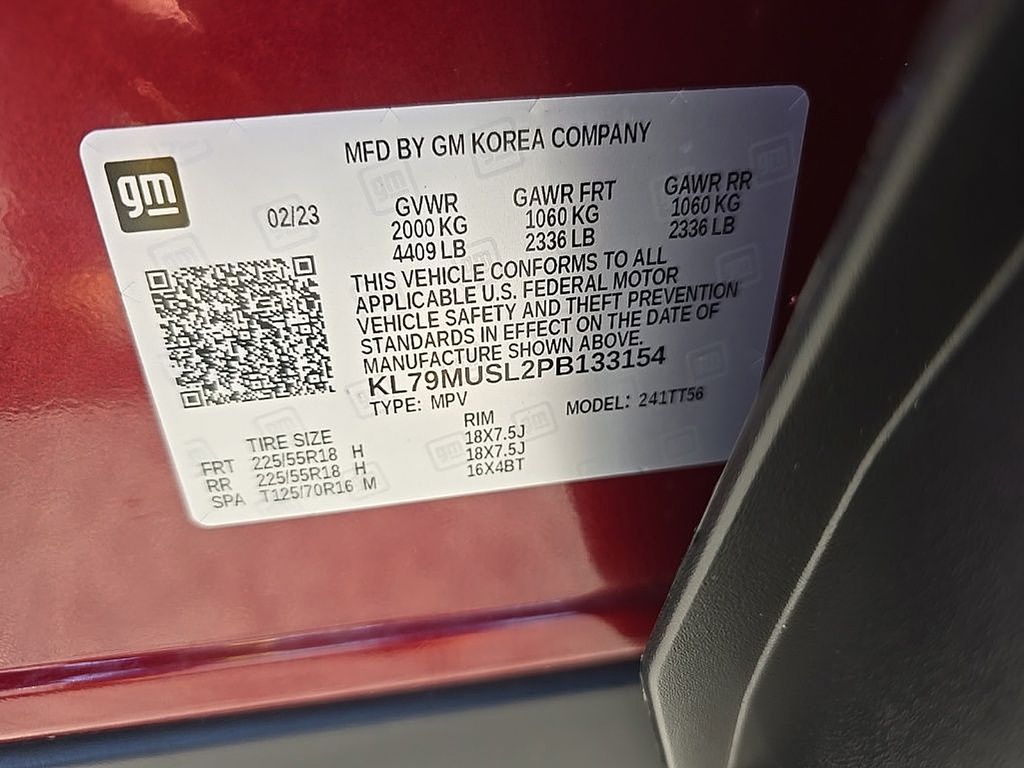 MFD BY GM KOREA COMPANY
gm
02/23
GVWR GAWR FRT GAWR RR
2000 KG 1060 KG 1060 KG
4409 LB 2336 LB 2336 LB
THIS VEHICLE CONFORMS TO ALL
APPLICABLE U.S. FEDERAL MOTOR
VEHICLE SAFETY AND THEFT PREVENTION
STANDARDS IN EFFECT ON THE DATE OF
MANUFACTURE SHOWN ABOVE.
KL79MUSL2PB133154
TYPE: MPV MODEL: 241TT56
TIRE SIZE RIM
FRT 225/55R18 H 18X7.5J
RR 225/55R18 H 18X7.5J
SPA T125/70R16 M 16X4BT